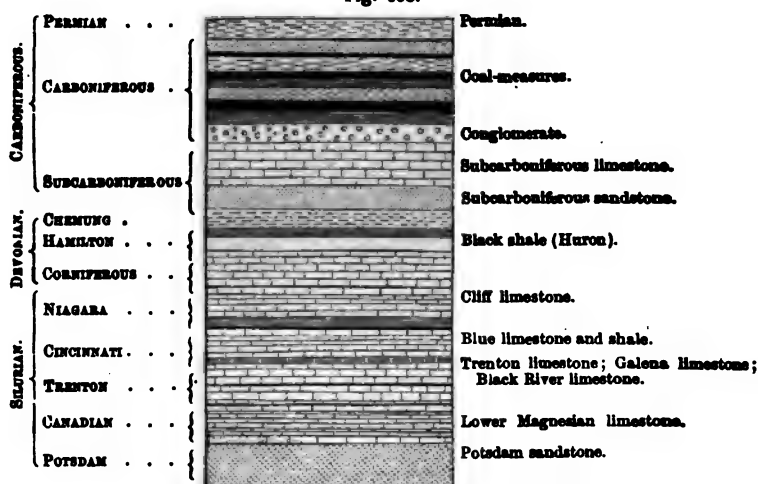 PERMIAN . . .
Permian.
CARBONIFEROUS.
CARBONIFEROUS .
Coal-measures.
Conglomerate.
Subcarboniferous limestone.
SUBCARBONIFEROUS
Subcarboniferous sandstone.
DEVONIAN.
CHEMUNG .
HAMILTON . . .
Black shale (Huron).
CORNIFEROUS . .
Cliff limestone.
NIAGARA . . .
SILURIAN.
Blue limestone and shale.
CINCINNATI . . .
Trenton limestone; Galena limestone;
Black River limestone.
TRENTON . . .
CANADIAN . . .
Lower Magnesian limestone.
Potsdam sandstone.
POTSDAM . . .